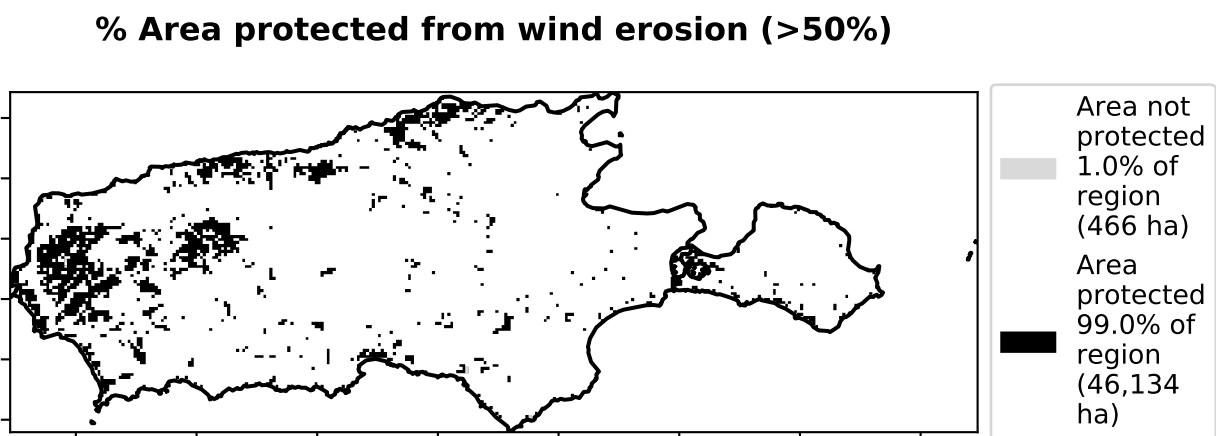 % Area protected from wind erosion (>50%)
Area not
protected
1.0% of
region
(466 ha)
Area
protected
99.0% of
region
(46,134
ha)